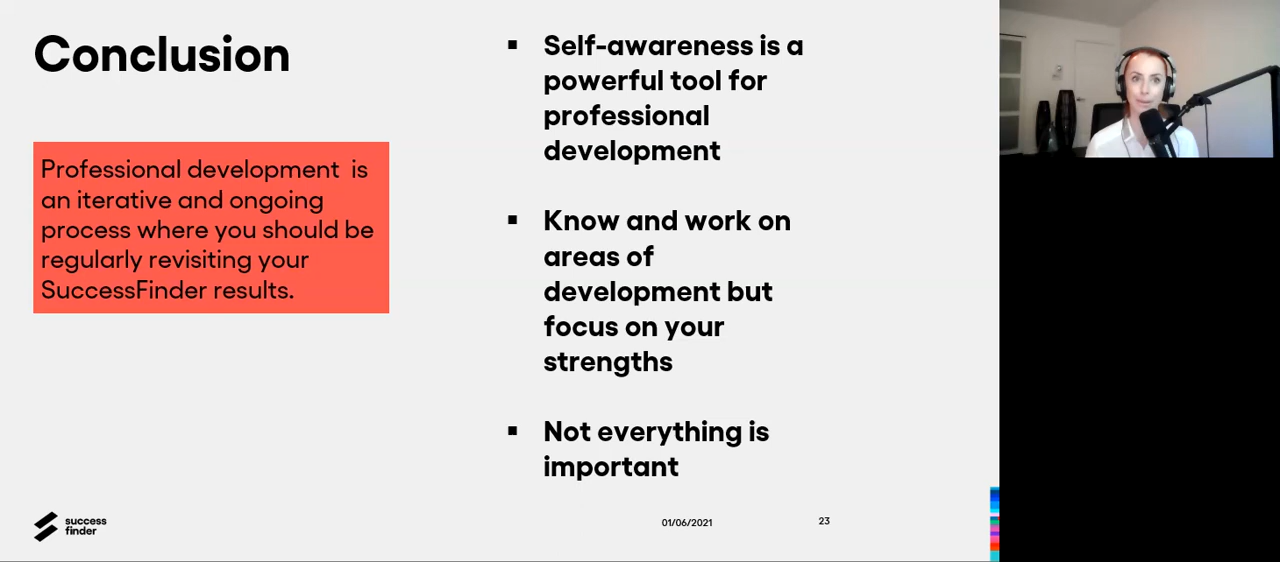 Conclusion
Professional development  is
an iterative and ongoing
process where you should be
regularly revisiting your
SuccessFinder results.
▪ Self-awareness is a
powerful tool for
professional
development
▪ Know and work on
areas of
development but
focus on your
strengths
▪ Not everything is
important
success
finder
01/06/2021
23